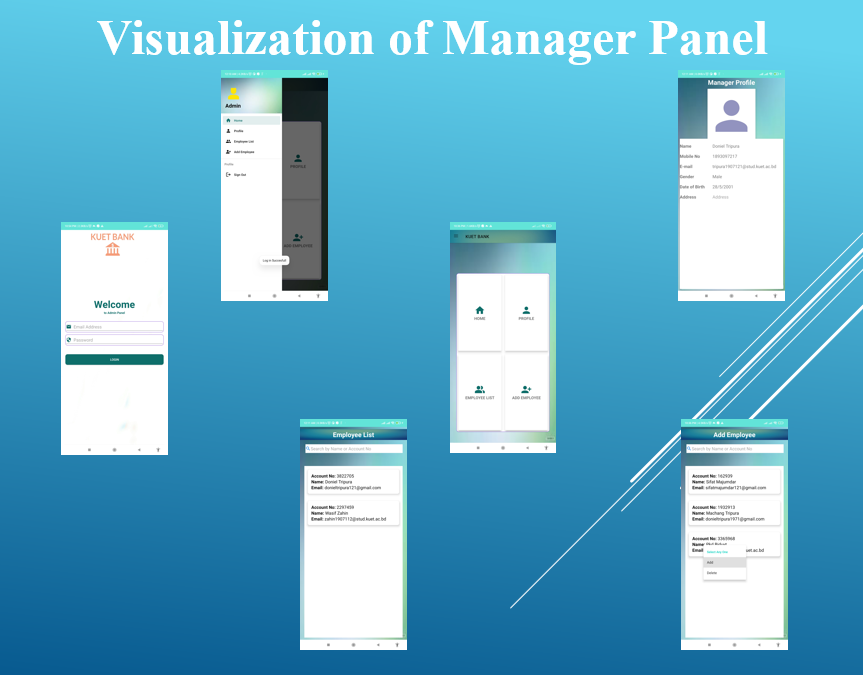 Visualization of Manager Panel
Admin
Home
Profile
Employee List
Add Employee
Profile
Sign Out
PROFILE
ADD EMPLOYEE
Log in Successful
Manager Profile
Name Doniel Tripura
Mobile No 1893097217
E-mail tripura1907121@stud.kuet.ac.bd
Gender Male
Date of Birth 28/9/2001
Address Address
KUET BANK
Welcome
to Admin Panel
Email Address
Password
LOGIN
KUET BANK
HOME
PROFILE
EMPLOYEE LIST
ADD EMPLOYEE
Employee List
Search by Name or Account No
Account No: 3822705
Name: Doniel Tripura
Email: donieltripura121@gmail.com
Account No: 2297459
Name: Wasif Zahin
Email: zahin1907112@stud.kuet.ac.bd
Add Employee
Search by Name or Account No
Account No: 162939
Name: Sifat Majumdar
Email: sifatmajumdar121@gmail.com
Account No: 1932913
Name: Machang Tripura
Email: donieltripura1971@gmail.com
Account No: 3365968
Name:
Email
uet.ac.bd
Select Any One
Add
Delete